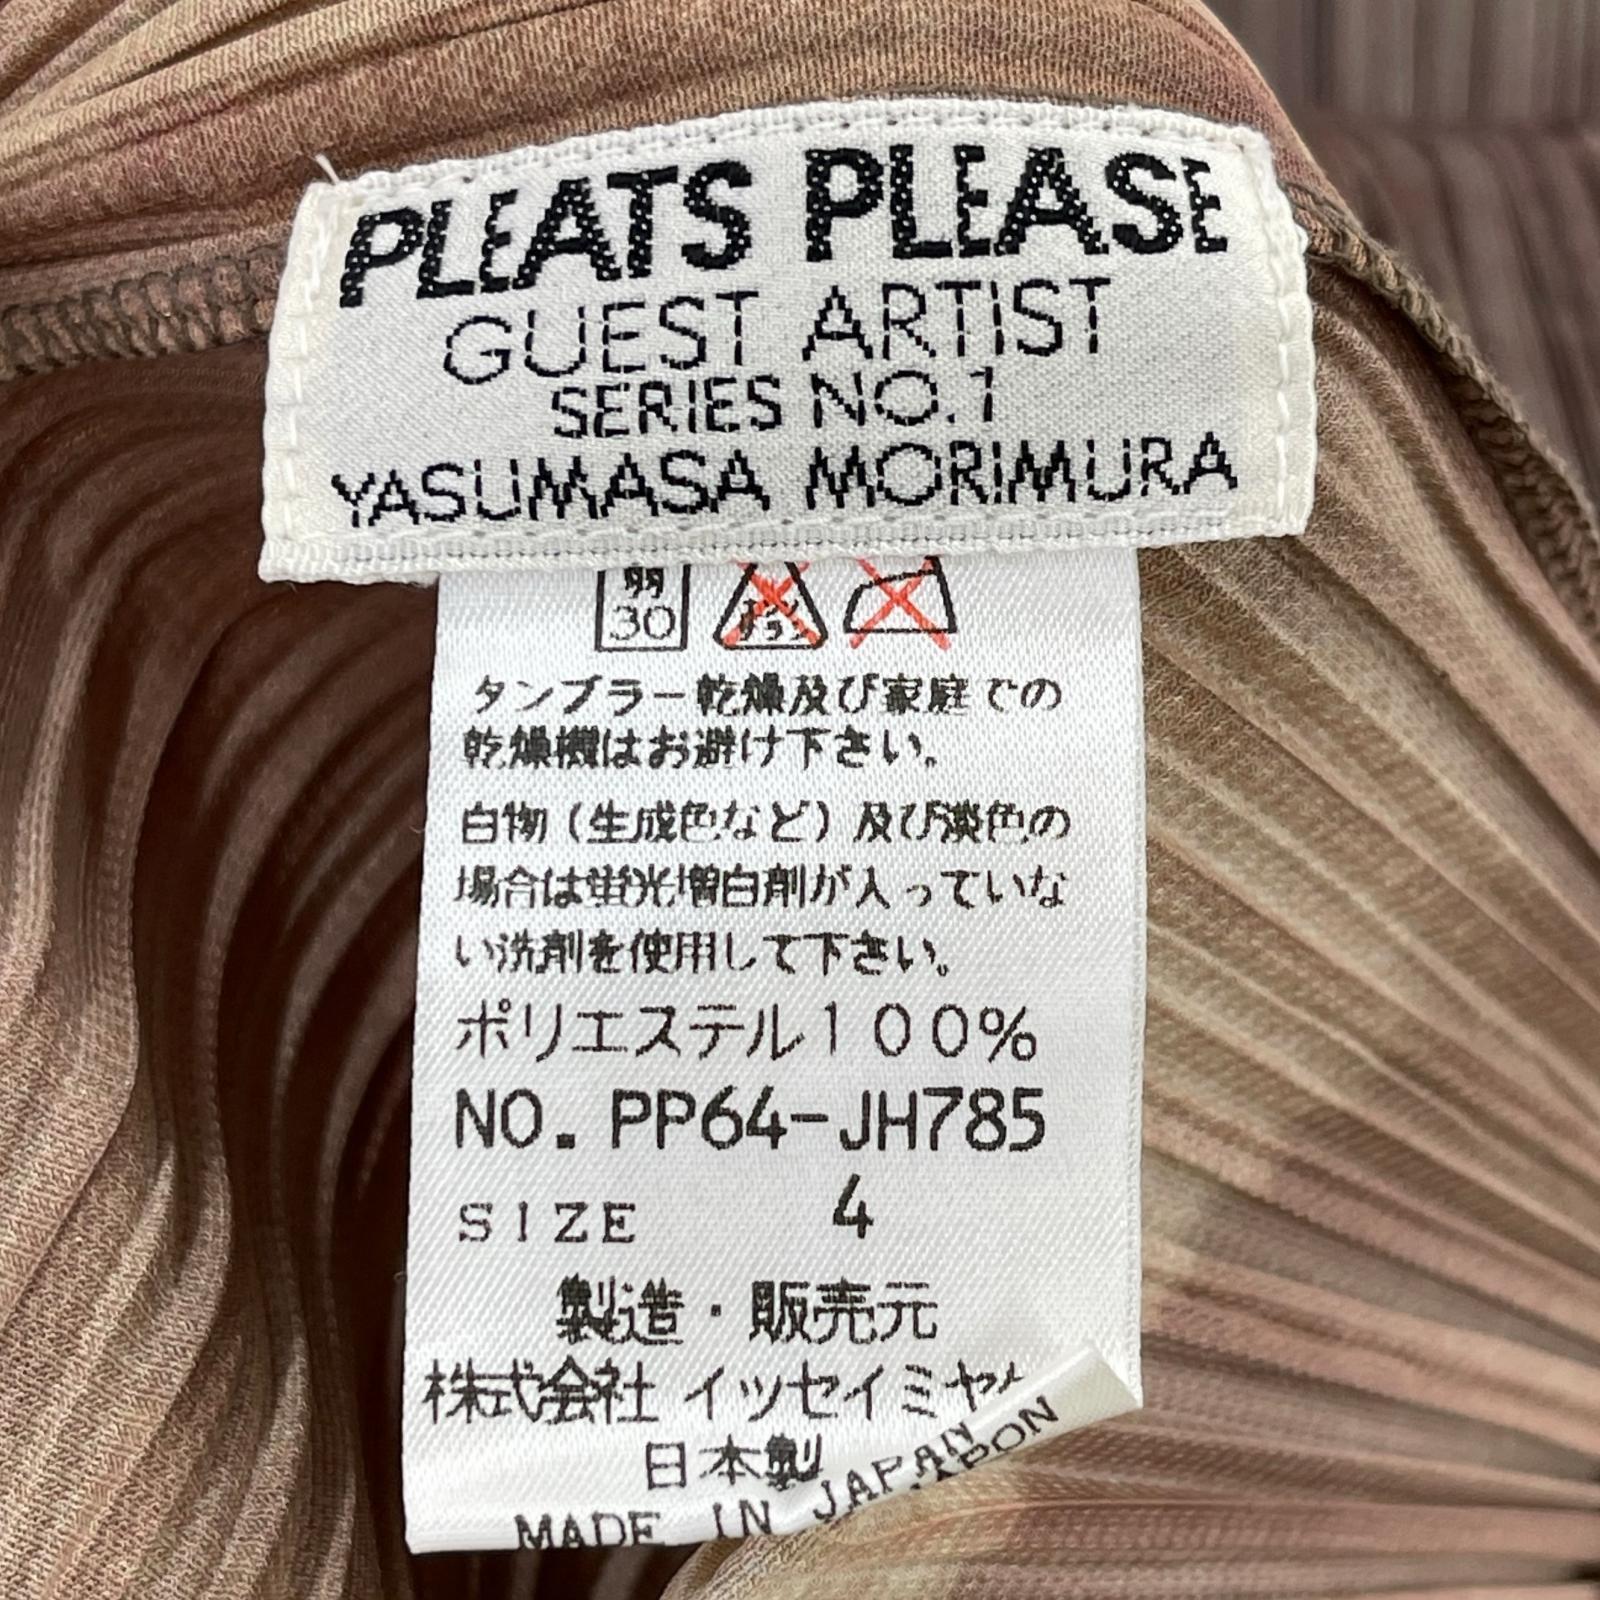 PLEATS PLEASE
GUEST ARTIST
SERIES NO.1
YASUMASA MORIMURA
弱
30
タンブラー乾燥及び家庭での
乾燥機はお避け下さい。
白物（生成色など）及び淡色の
場合は蛍光増白剤が入っていな
い洗剤を使用して下さい。
ポリエステル100%
NO. PP64-JH785
SIZE 4
製造・販売元
株式会社 イッセイミヤ
日本製
MADE IN JAPAN
JAPON